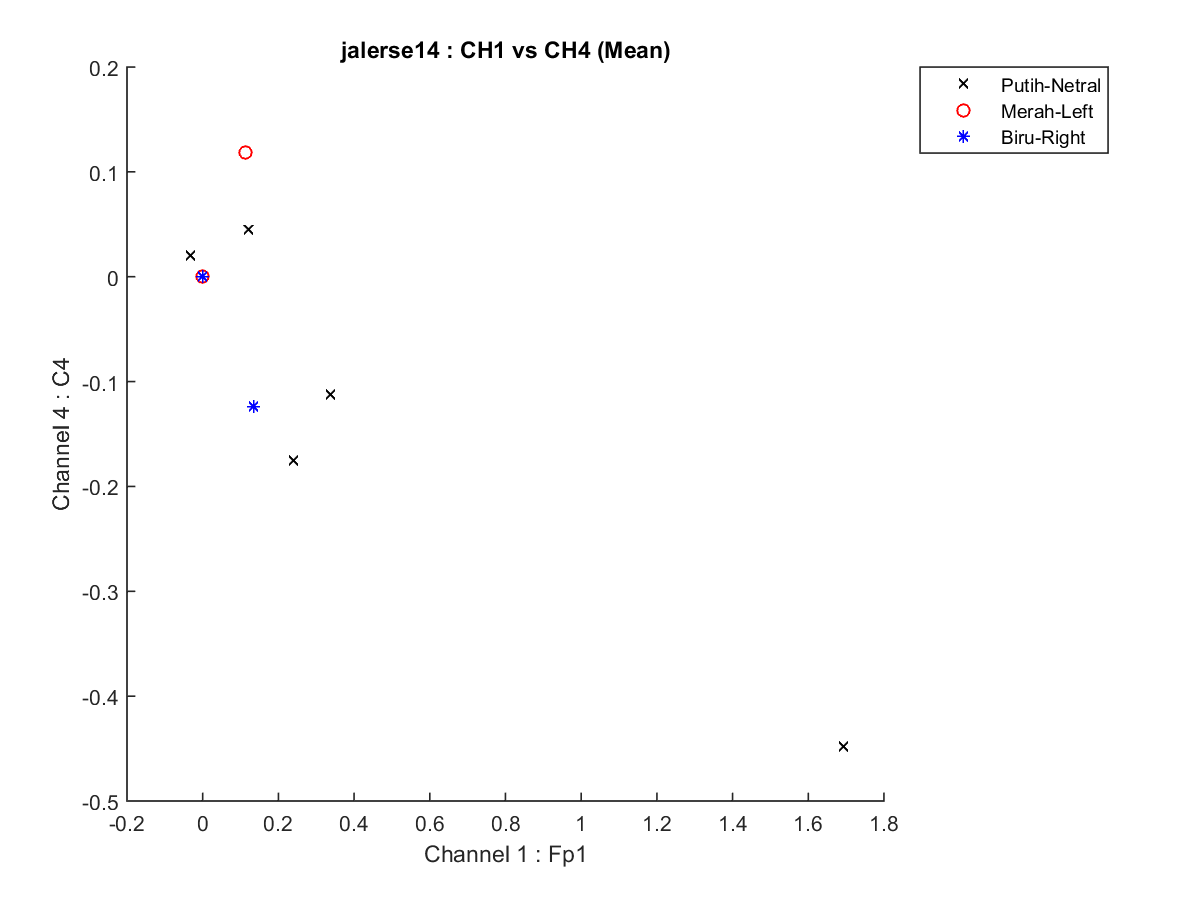 jalerse14 : CH1 vs CH4 (Mean)
Putih-Netral
Merah-Left
Biru-Right
Channel 4 : C4
0.2
0.1
0
-0.1
-0.2
-0.3
-0.4
-0.5
-0.2 0 0.2 0.4 0.6 0.8 1 1.2 1.4 1.6 1.8
Channel 1 : Fp1